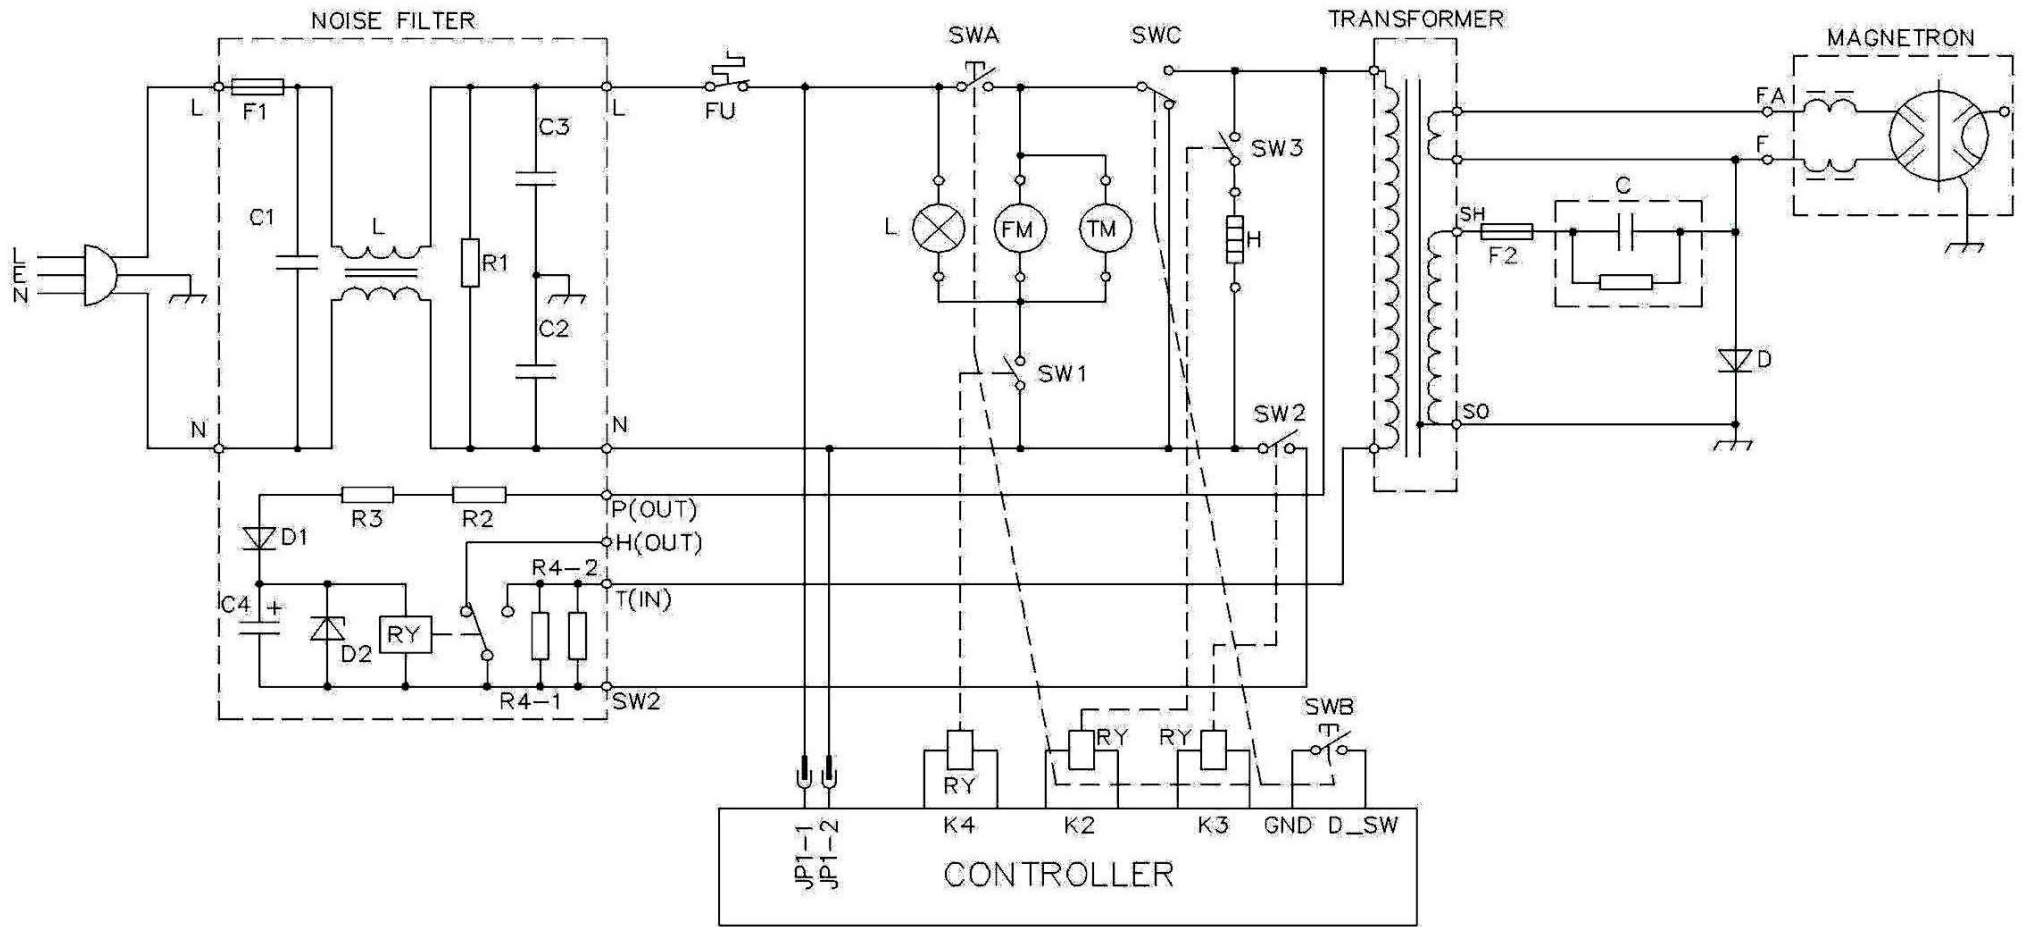 NOISE FILTER
TRANSFORMER
MAGNETRON
SWA
SWC
L
F1
L
FU
C3
FA
F
SW3
C
SH
F2
C1
L
R1
L
FM
TM
H
L
E
N
C2
SW1
D
SW2
SO
N
N
R3
R2
P(OUT)
D1
H(OUT)
R4-2
T(IN)
C4 +
RY
D2
R4-1
SW2
SWB
RY
RY
RY
JP1-1
JP1-2
K4
K2
K3
GND
D_SW
CONTROLLER